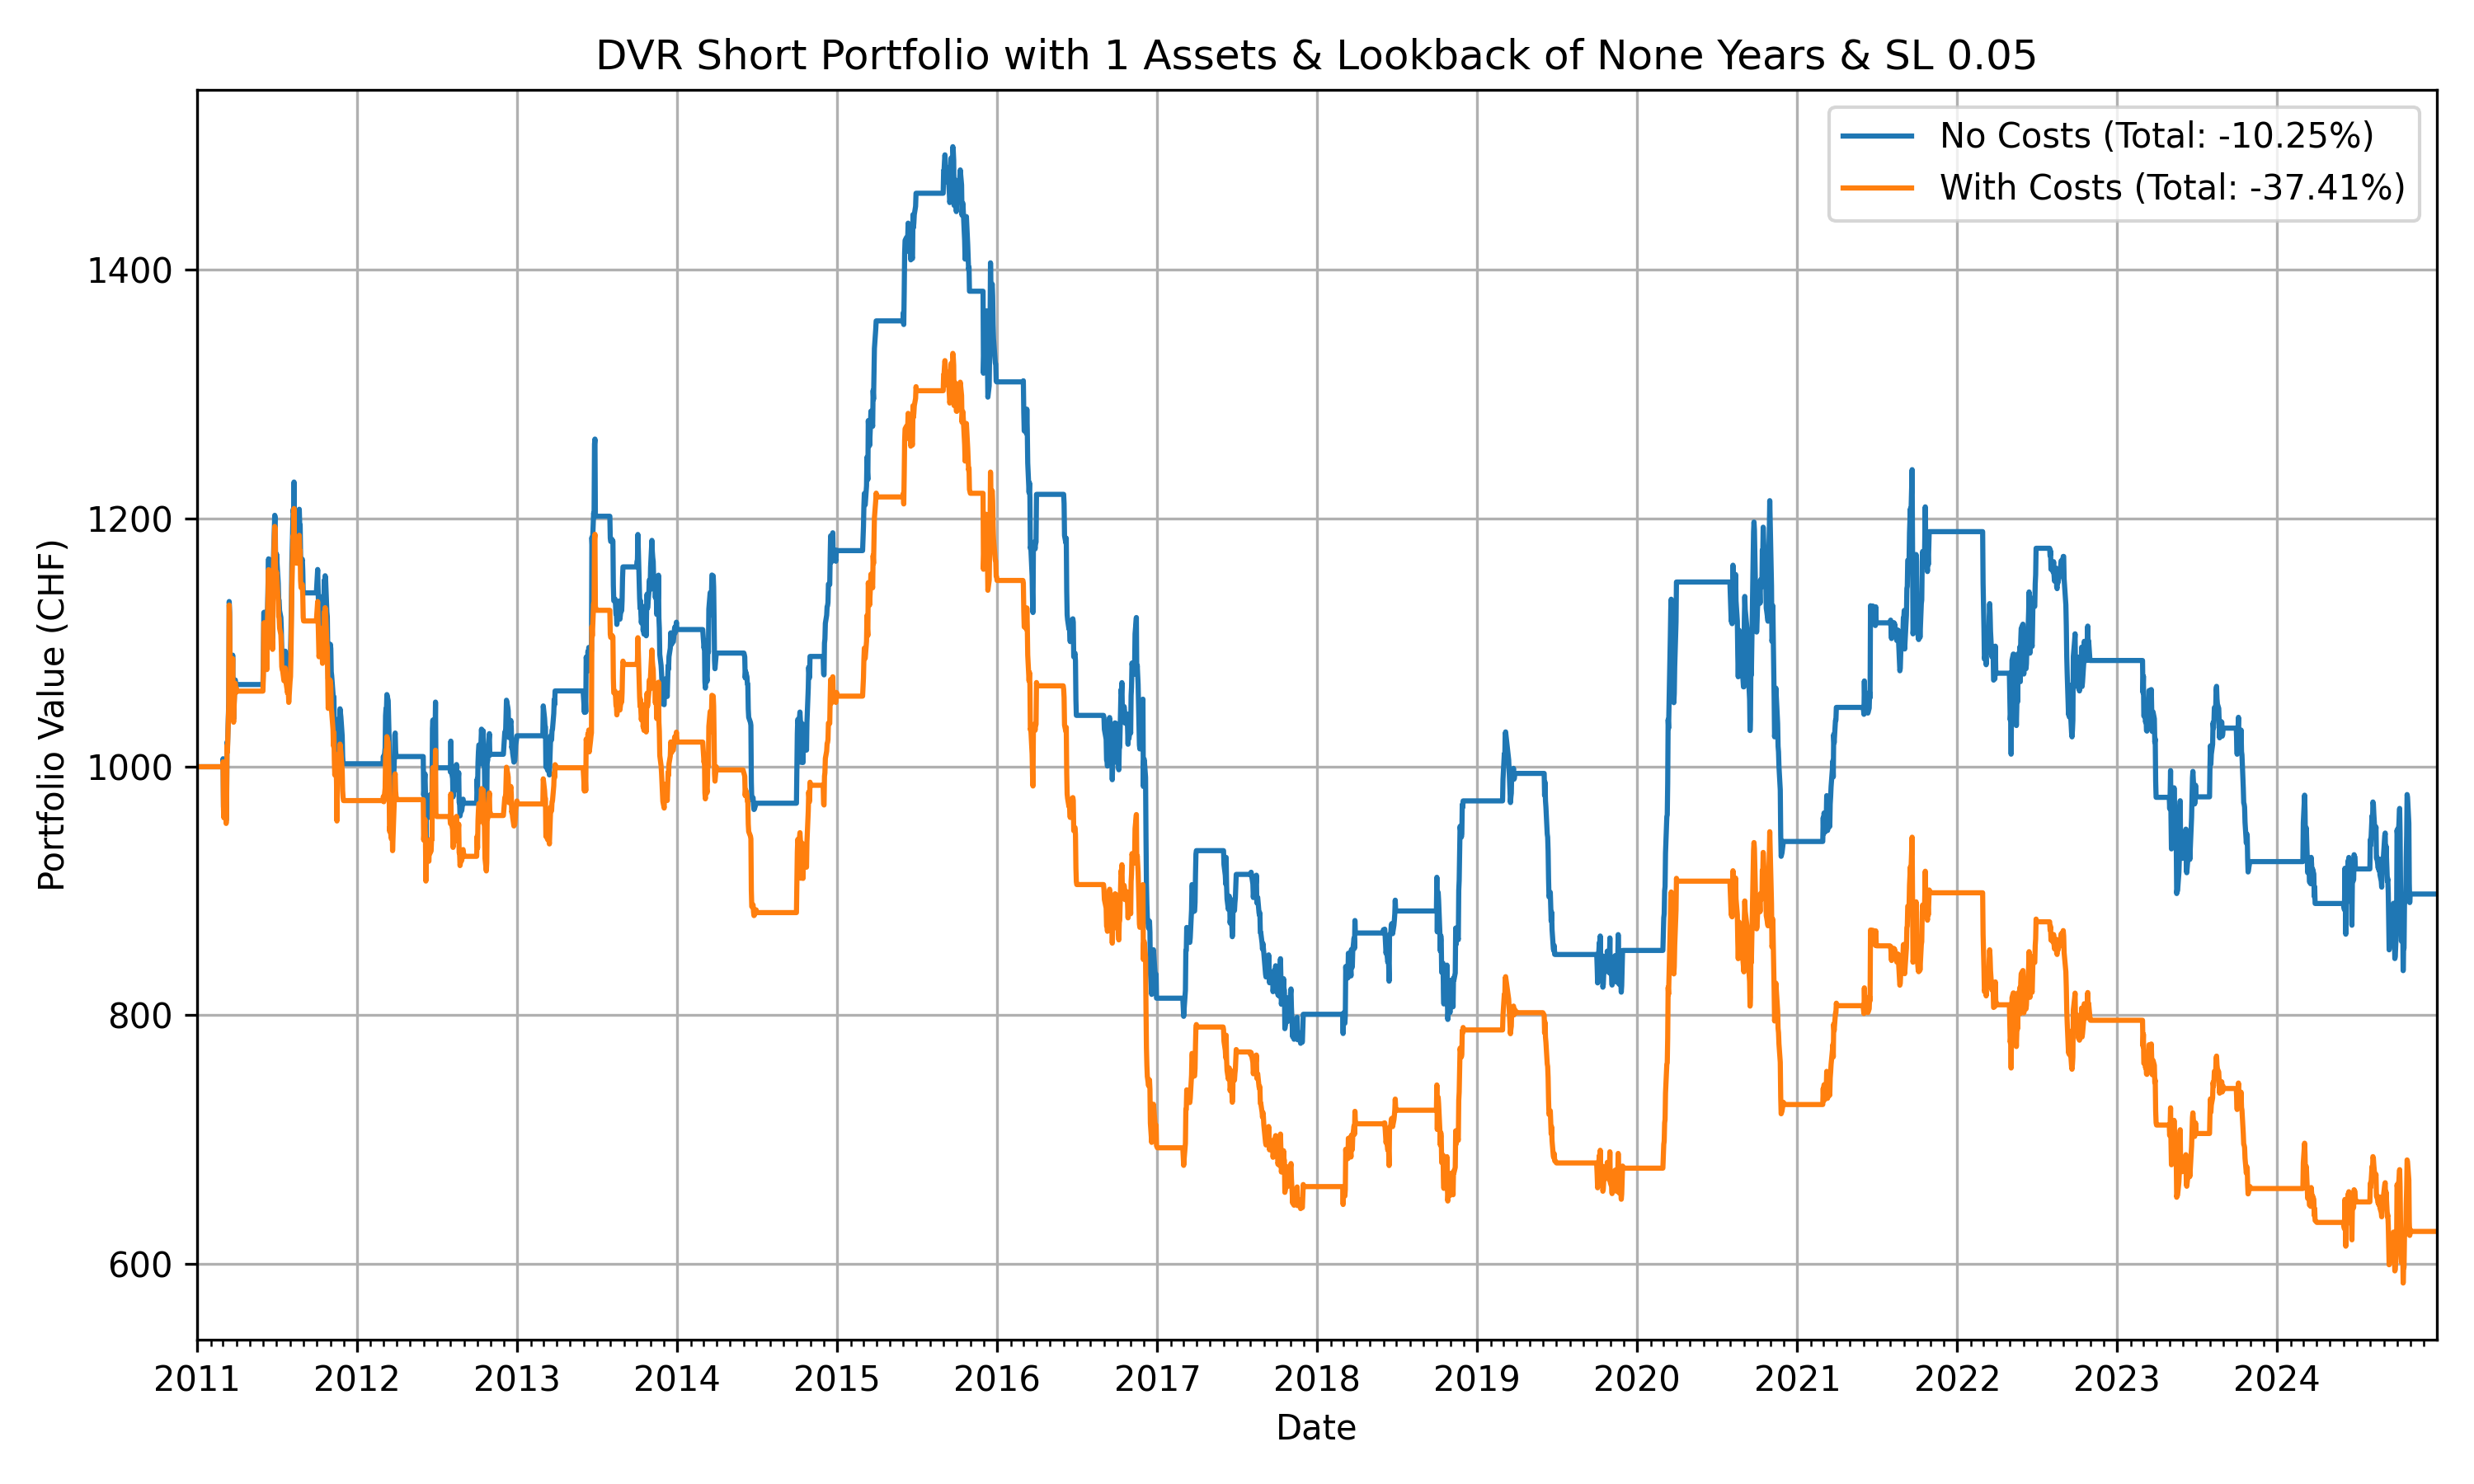 DVR Short Portfolio with 1 Assets & Lookback of None Years & SL 0.05
No Costs (Total: -10.25%)
With Costs (Total: -37.41%)
Portfolio Value (CHF)
1400
1200
1000
800
600
2011 2012 2013 2014 2015 2016 2017 2018 2019 2020 2021 2022 2023 2024
Date